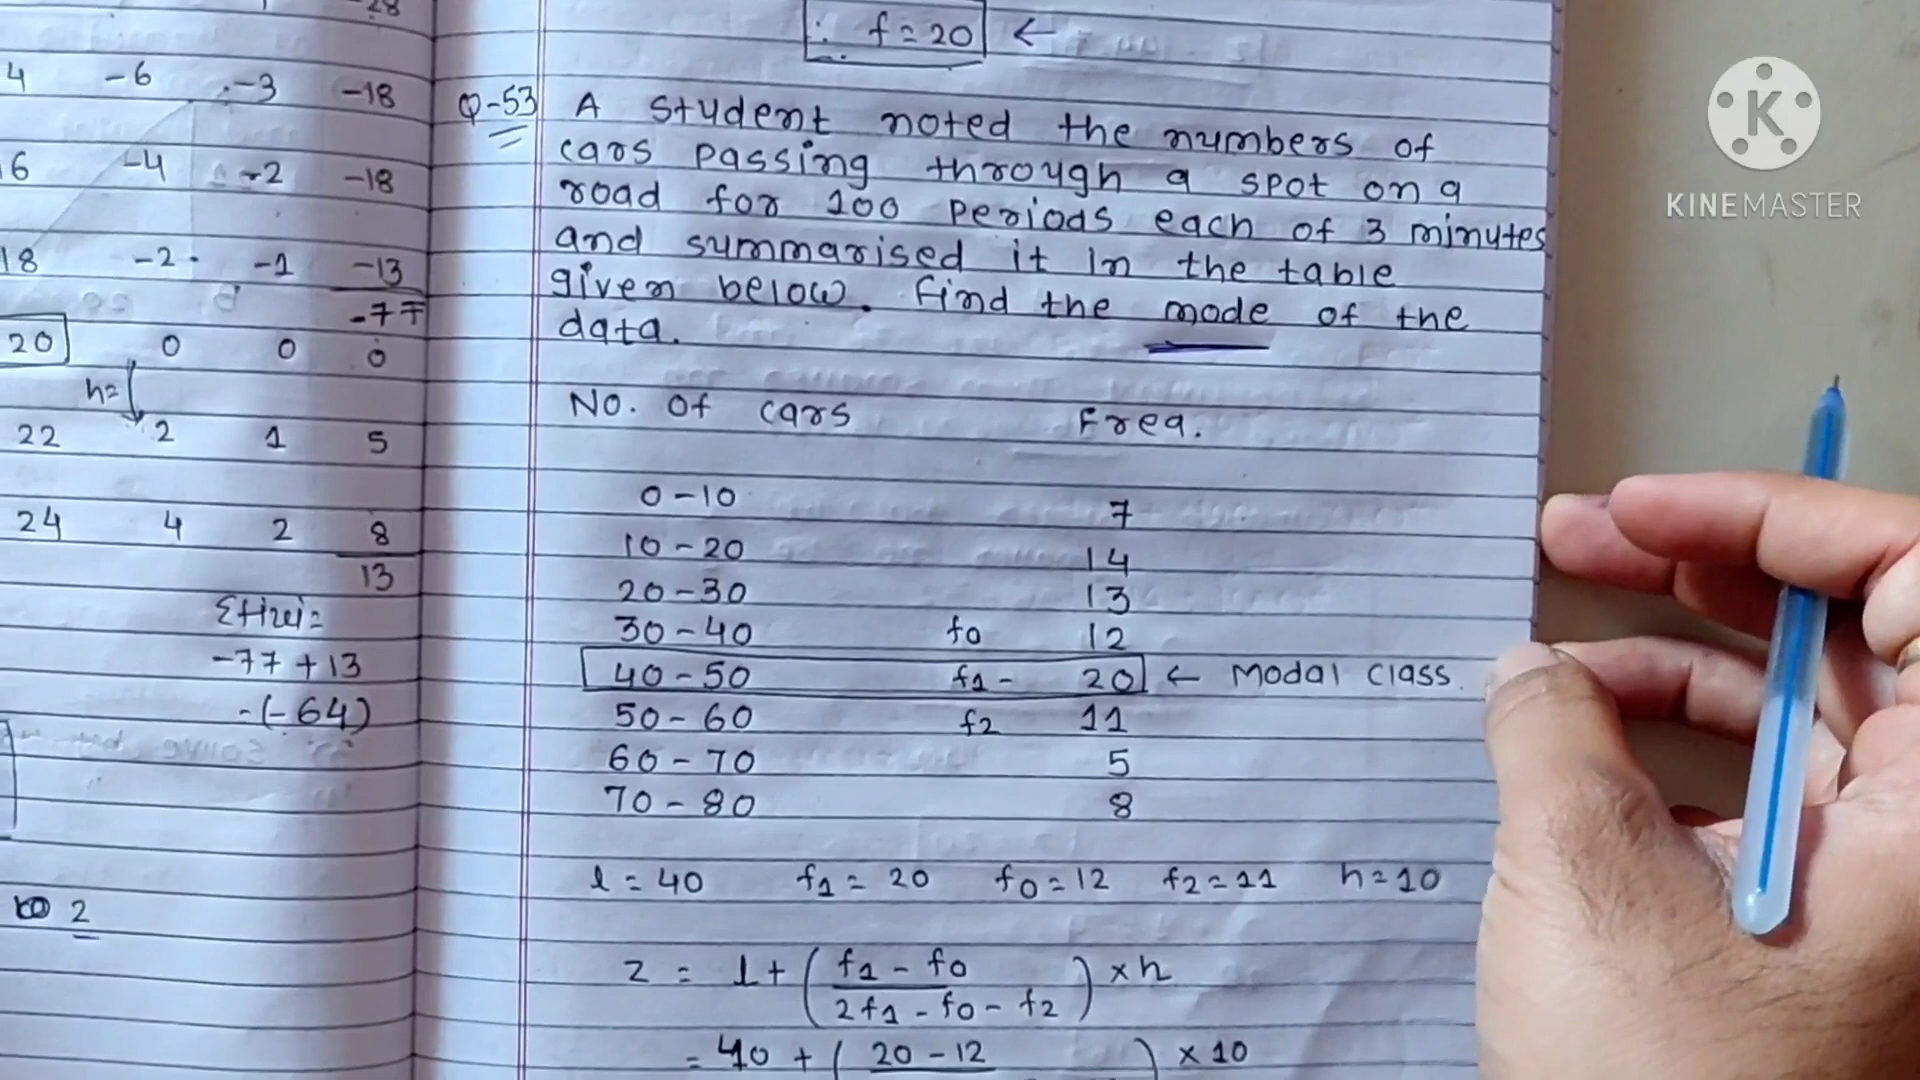 -28
4 -6 -3 -18
16 -4 -2 -18
18 -2 -1 -13
-77
20 0 0 0
h=
22 2 1 5
24 4 2 8
13
Σfiui=
-77 + 13
-(-64)
2
∴ f = 20 ←
Q-53 A student noted the numbers of
cars passing through a spot on a
road for 100 periods each of 3 minutes
and summarised it in the table
given below. Find the mode of the
data.
No. of cars Freq.
0-10 7
10-20 14
20-30 13
30-40 f0 12
40-50 f1- 20 ← Modal class.
50-60 f2 11
60-70 5
70-80 8
l = 40 f1 = 20 f0 = 12 f2 = 11 h = 10
Z = l + (f1 - f0 / 2f1 - f0 - f2) × h
= 40 + (20 - 12) × 10
KINEMASTER